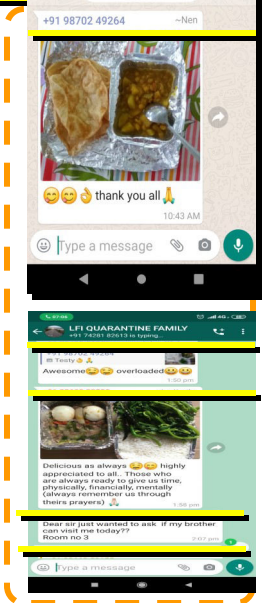 +91 98702 49264 ~Nen
😋😋👌 thank you all🙏
10:43 AM
Type a message
LFI QUARANTINE FAMILY
+91 74281 82613 is typing...
Testy👌🙏
Awesome😋😋 overloaded😀😀
1:50 pm
Delicious as always 😋😋 highly
appreciated to all.. Those who
are always ready to give us time,
physically, financially, mentally
(always remember us through
theirs prayers) 🙏
1:58 pm
Dear sir just wanted to ask if my brother
can visit me today??
Room no 3
2:07 pm
Type a message